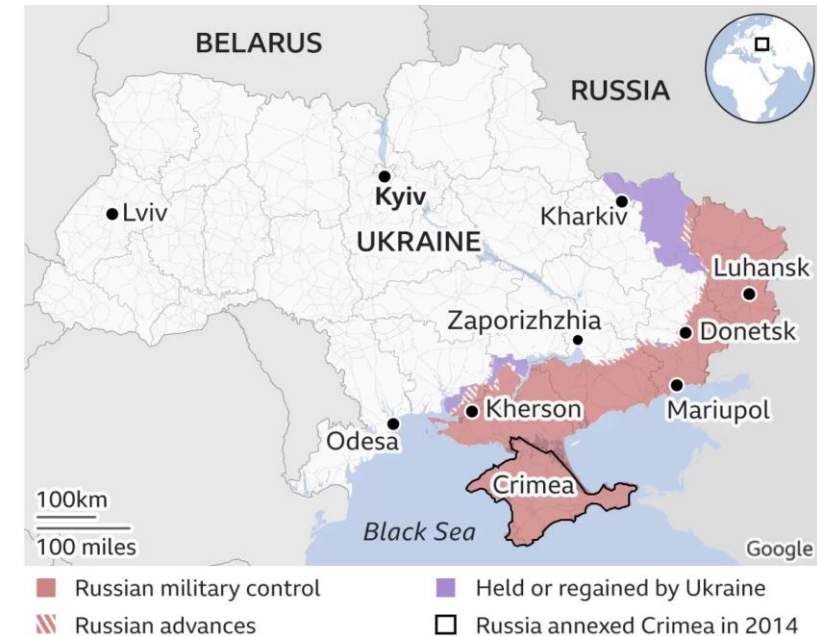 BELARUS
RUSSIA
Kyiv
Lviv
Kharkiv
UKRAINE
Luhansk
Zaporizhzhia
Donetsk
Kherson
Mariupol
Odesa
Crimea
100km
Black Sea
100 miles
Google
Russian military control
Held or regained by Ukraine
Russian advances
Russia annexed Crimea in 2014